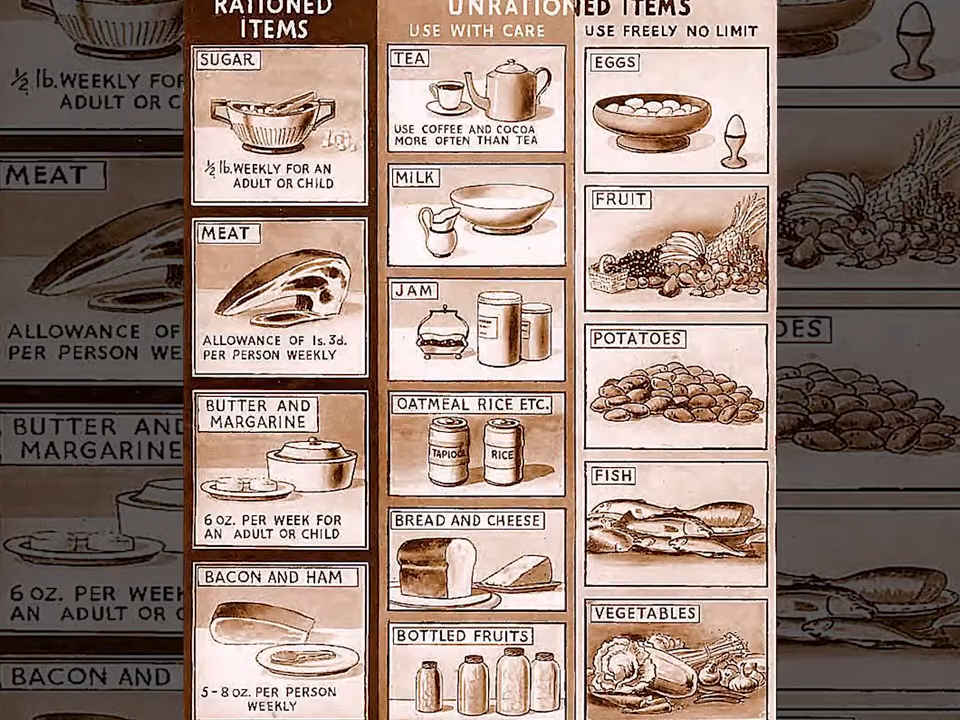 RATIONED
ITEMS
SUGAR
½ lb. WEEKLY FOR AN
ADULT OR CHILD
MEAT
ALLOWANCE OF 1s. 3d.
PER PERSON WEEKLY
BUTTER AND
MARGARINE
6 OZ. PER WEEK FOR
AN ADULT OR CHILD
BACON AND HAM
5-8 oz. PER PERSON
WEEKLY
UNRATIONED ITEMS
USE WITH CARE
TEA
USE COFFEE AND COCOA
MORE OFTEN THAN TEA
MILK
JAM
OATMEAL RICE ETC.
TAPIOCA
RICE
BREAD AND CHEESE
BOTTLED FRUITS
USE FREELY NO LIMIT
EGGS
FRUIT
POTATOES
FISH
VEGETABLES
½ lb. WEEKLY FOR
ADULT OR C
MEAT
ALLOWANCE OF
PER PERSON WE
BUTTER AND
MARGARINE
6 OZ. PER WEEK
AN ADULT OR C
BACON AND
OES